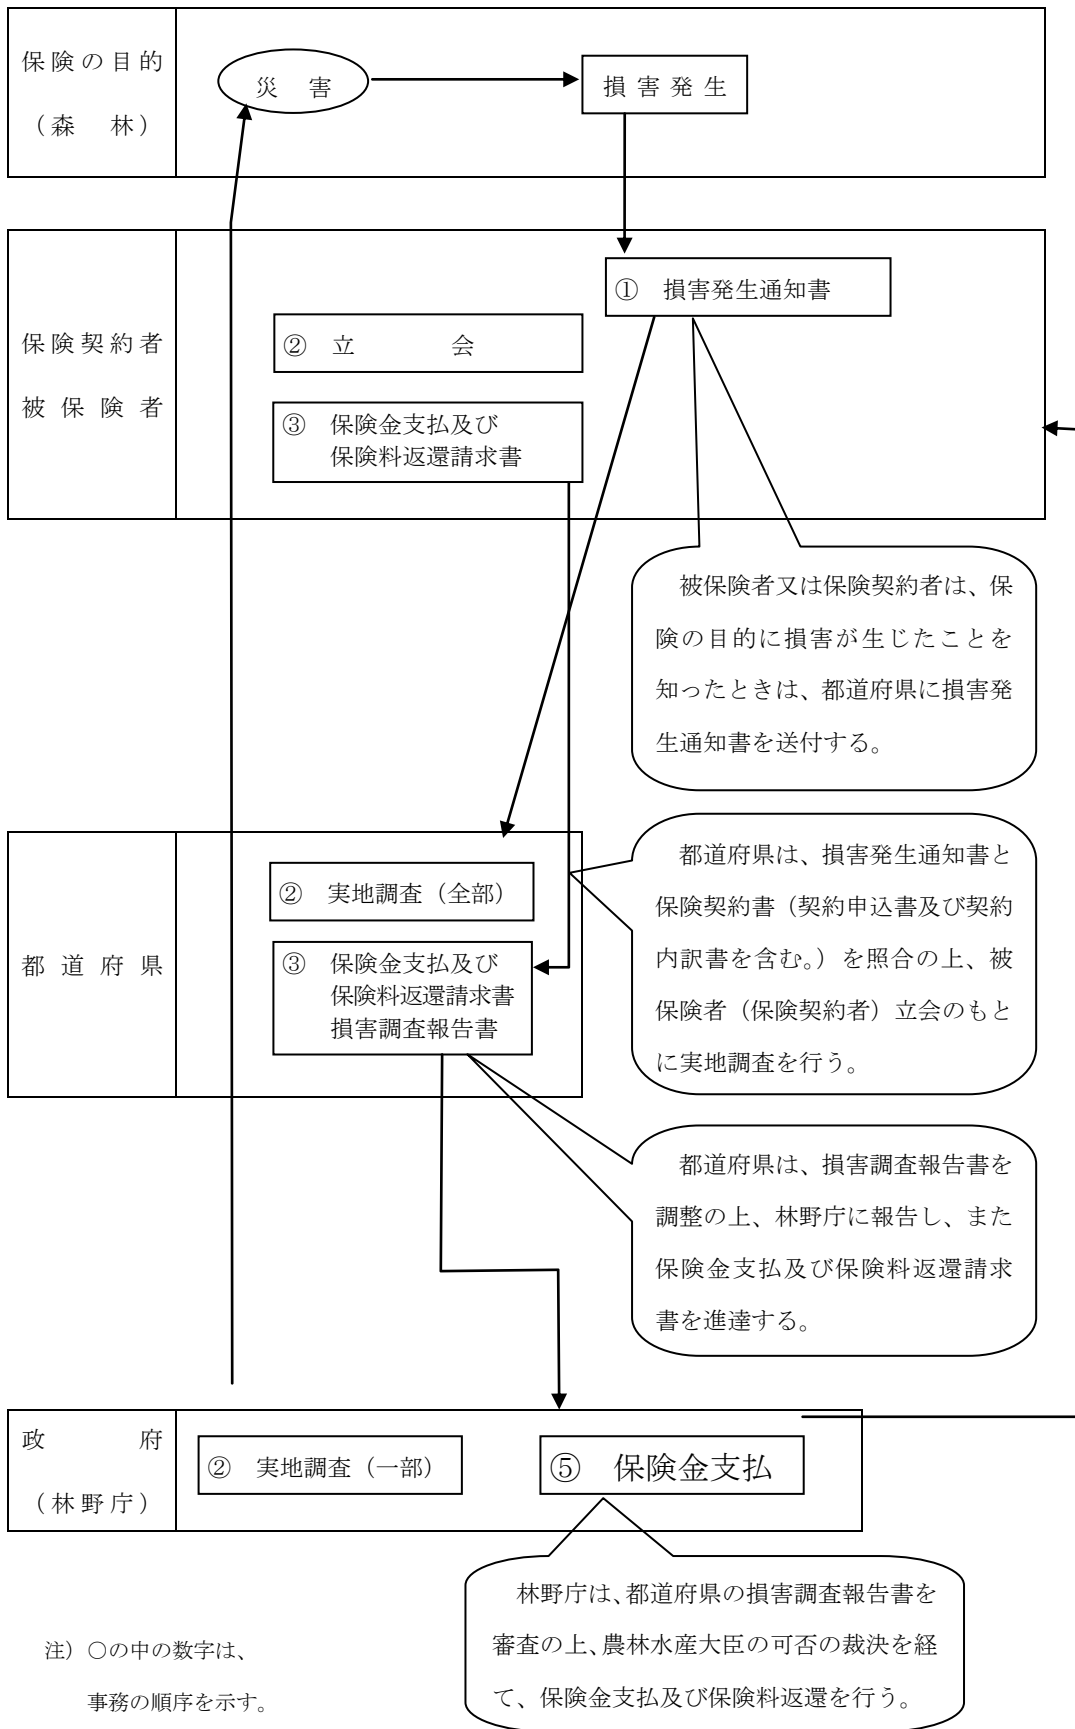 保険の目的
（森　林）
災　害
損害発生
保険契約者
被保険者
①　損害発生通知書
②　立　　　　会
③　保険金支払及び
保険料返還請求書
被保険者又は保険契約者は、保
険の目的に損害が生じたことを
知ったときは、都道府県に損害発
生通知書を送付する。
都道府県
②　実地調査（全部）
③　保険金支払及び
保険料返還請求書
損害調査報告書
都道府県は、損害発生通知書と
保険契約書（契約申込書及び契約
内訳書を含む。）を照合の上、被
保険者（保険契約者）立会のもと
に実地調査を行う。
都道府県は、損害調査報告書を
調整の上、林野庁に報告し、また
保険金支払及び保険料返還請求
書を進達する。
政　　　　府
（林野庁）
②　実地調査（一部）
⑤　保険金支払
林野庁は、都道府県の損害調査報告書を
審査の上、農林水産大臣の可否の裁決を経
て、保険金支払及び保険料返還を行う。
注）○の中の数字は、
事務の順序を示す。